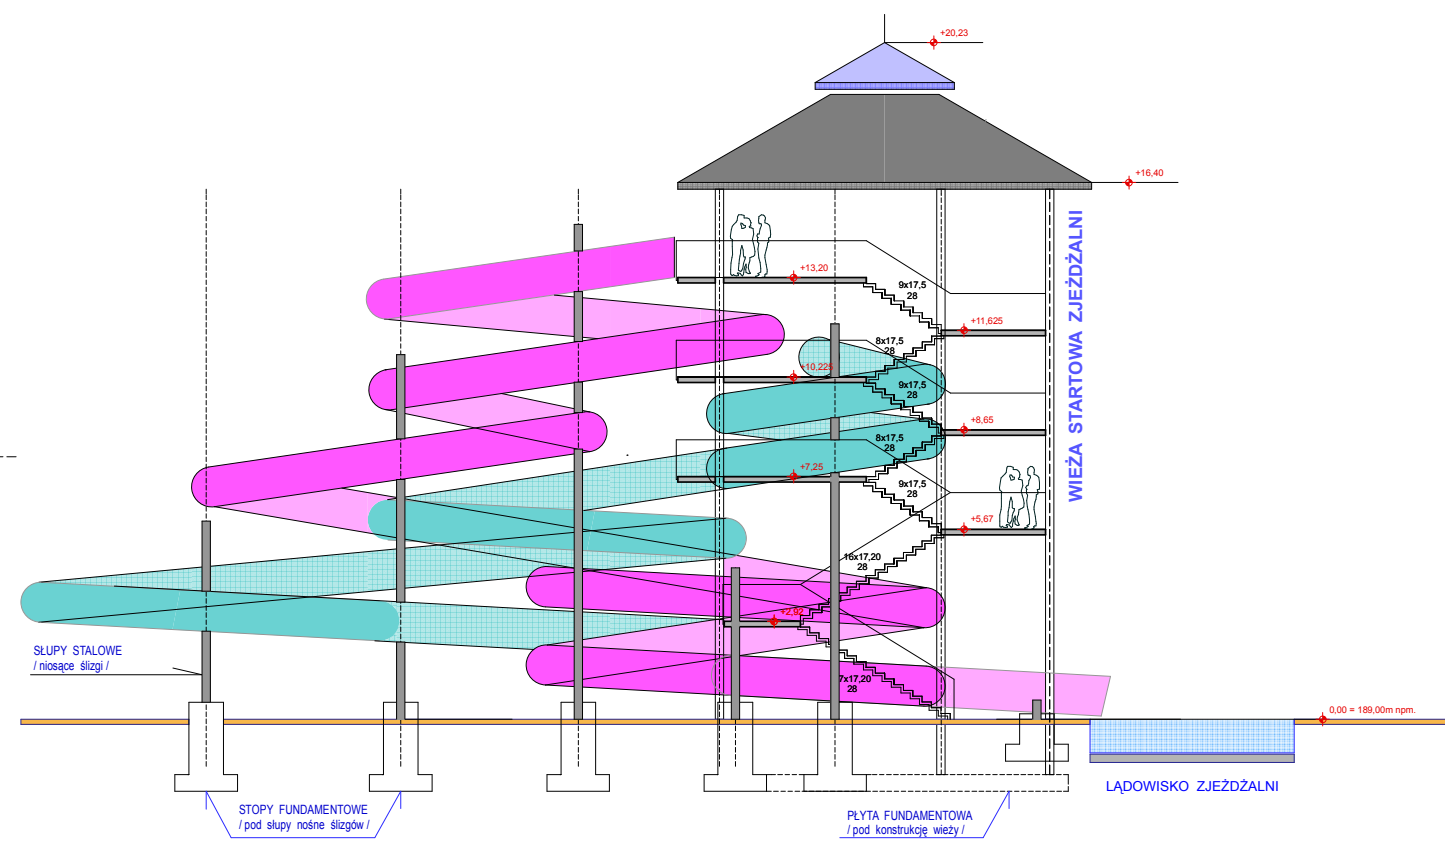 +20,23
+16,40
WIEŻA STARTOWA ZJEŻDŻALNI
+13,20
9x17,5
28
+11,625
8x17,5
28
+10,225
9x17,5
28
+8,65
8x17,5
28
+7,25
9x17,5
28
+5,67
16x17,20
28
+2,92
SŁUPY STALOWE
/ niosące ślizgi /
7x17,20
28
0,00 = 189,00m npm.
LĄDOWISKO ZJEŻDŻALNI
STOPY FUNDAMENTOWE
/ pod słupy nośne ślizgów /
PŁYTA FUNDAMENTOWA
/ pod konstrukcję wieży /